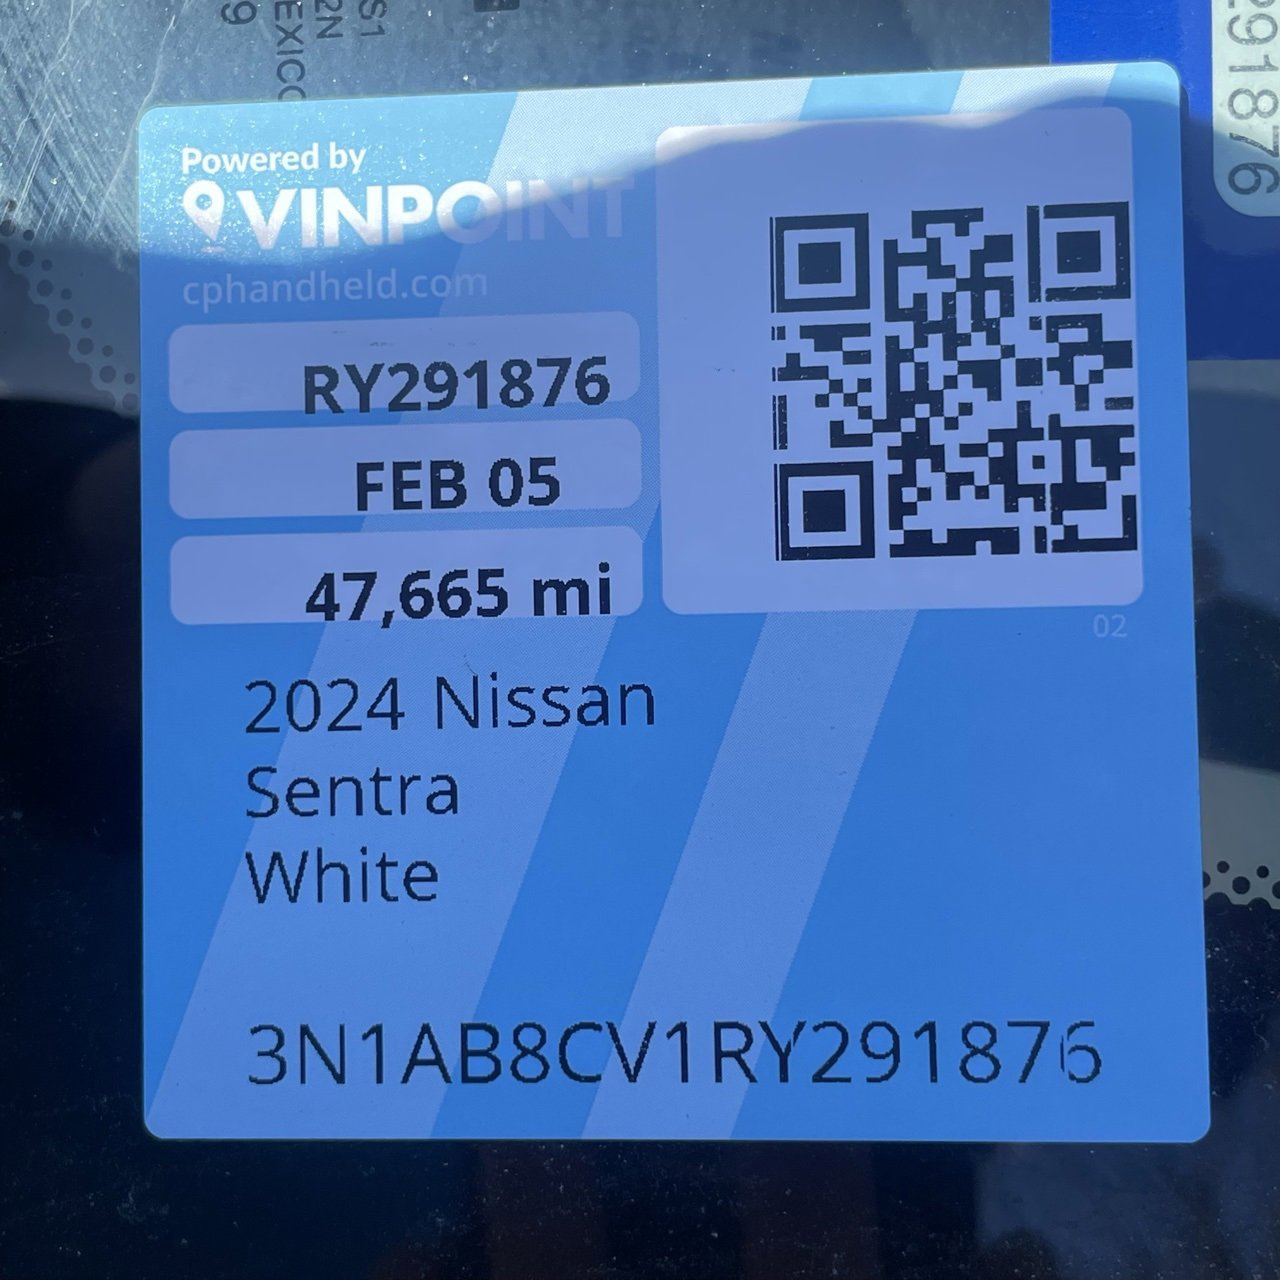 Powered by
VINPOINT
cphandheld.com
RY291876
FEB 05
47,665 mi
02
2024 Nissan
Sentra
White
3N1AB8CV1RY291876
291876